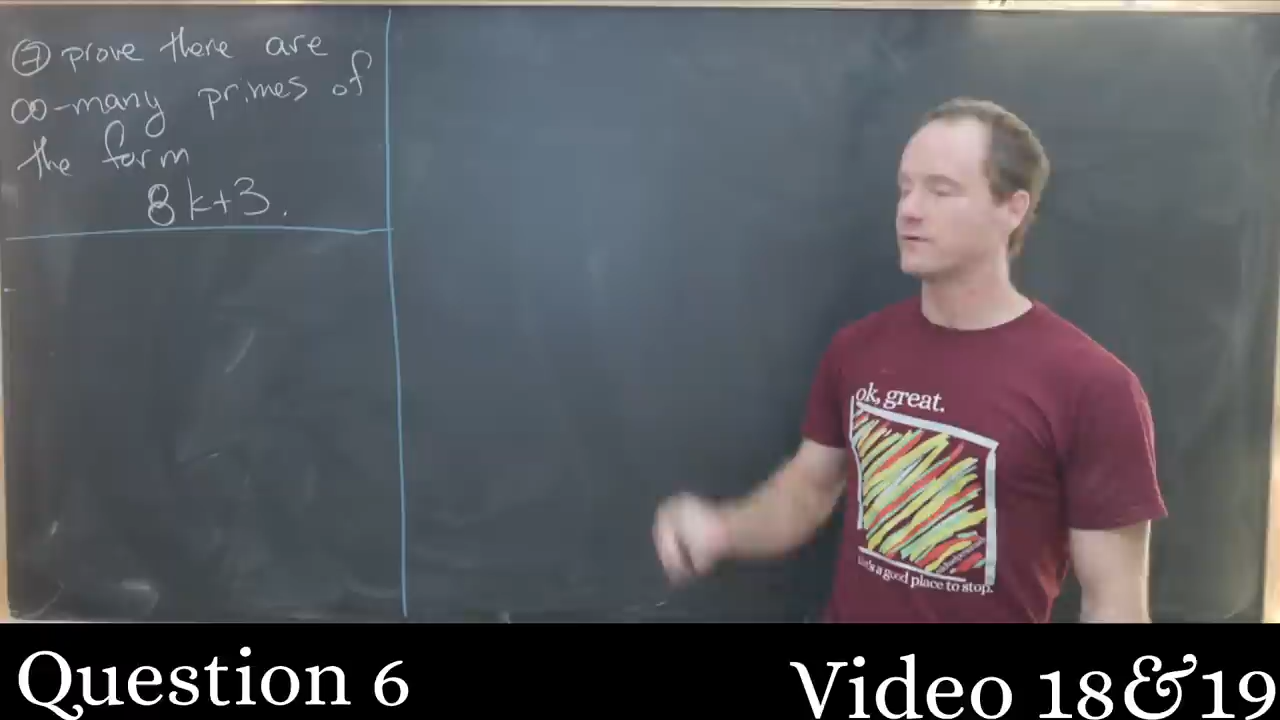 ⑦ prove there are
∞-many primes of
the form
8k+3.
ok, great.
a good place to stop.
Question 6
Video 18&19